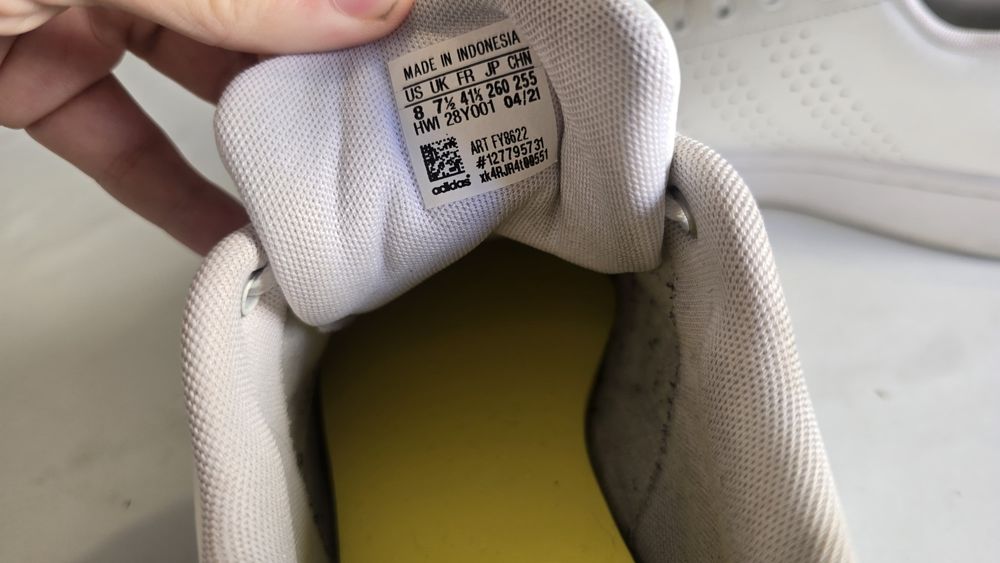 MADE IN INDONESIA
US UK FR JP CHN
8 7½ 41⅓ 260 255
HWI 28Y001 04/21
ART FY8622
#127795731
xk4RJR4t00551
adidas